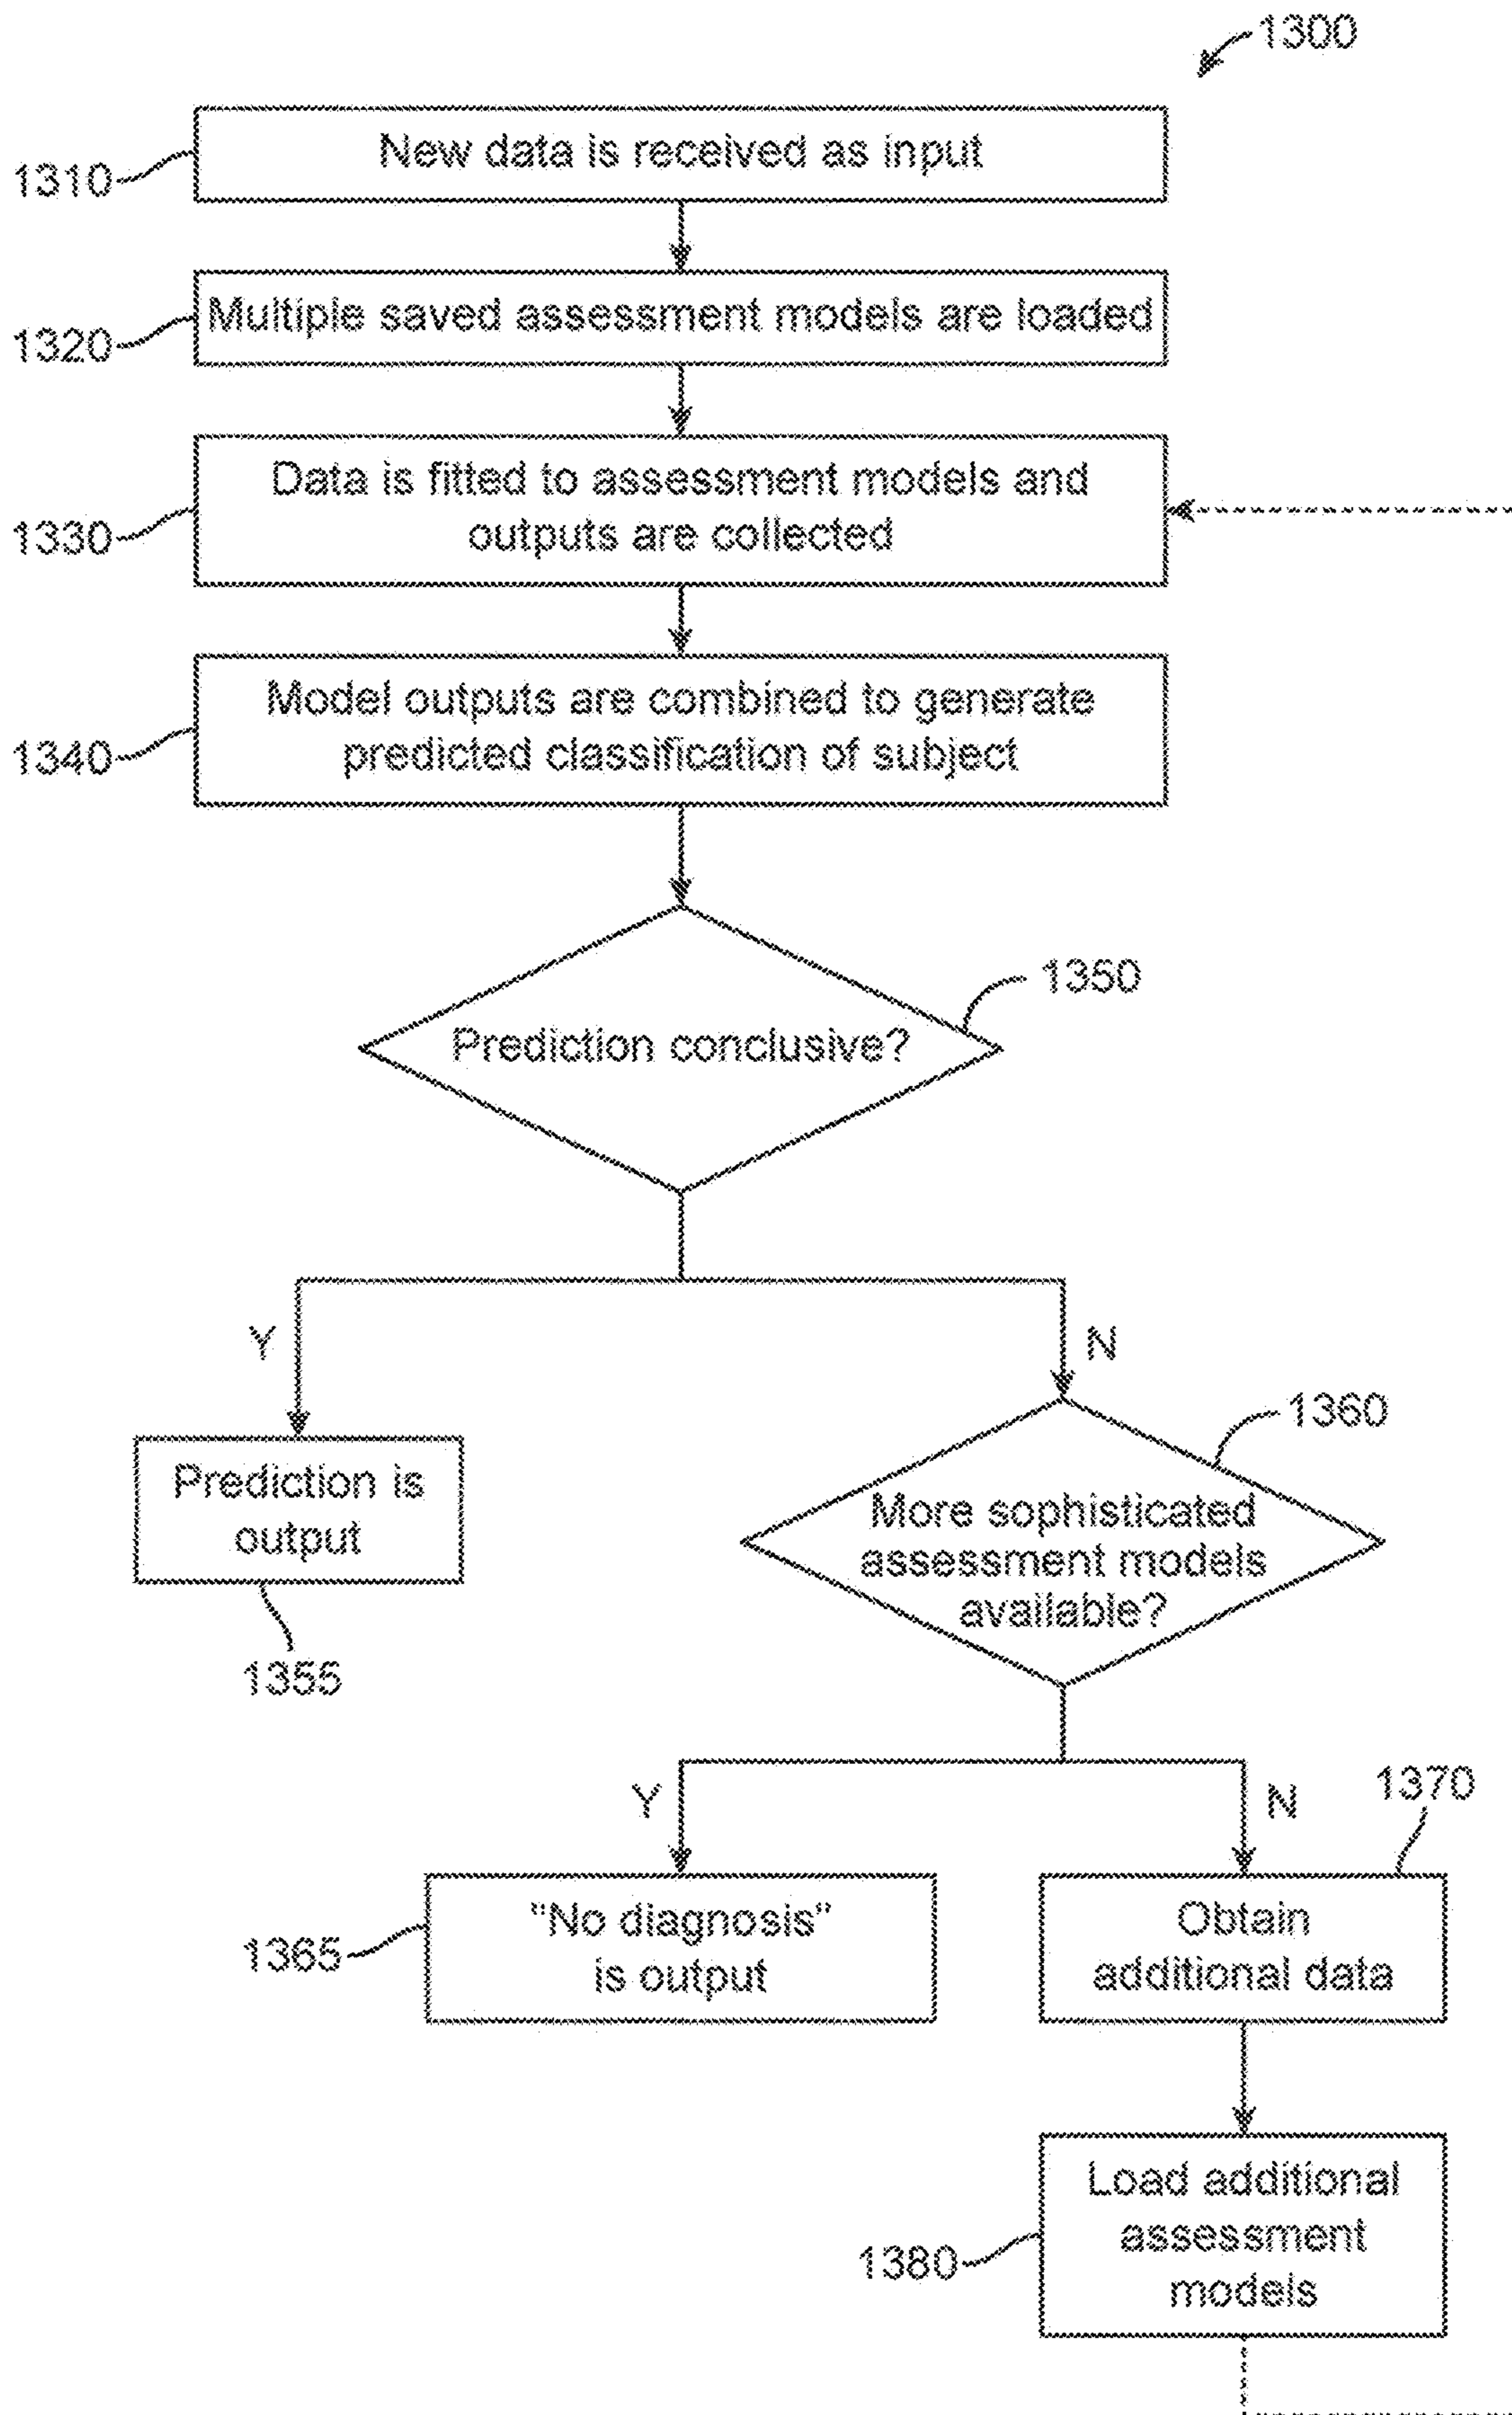 1300
New data is received as input
1310
Multiple saved assessment models are loaded
1320
Data is fitted to assessment models and
outputs are collected
1330
Model outputs are combined to generate
predicted classification of subject
1340
1350
Prediction conclusive?
Y
N
1360
Prediction is
output
1355
More sophisticated
assessment models
available?
Y
N
1370
"No diagnosis"
is output
1365
Obtain
additional data
Load additional
assessment
models
1380